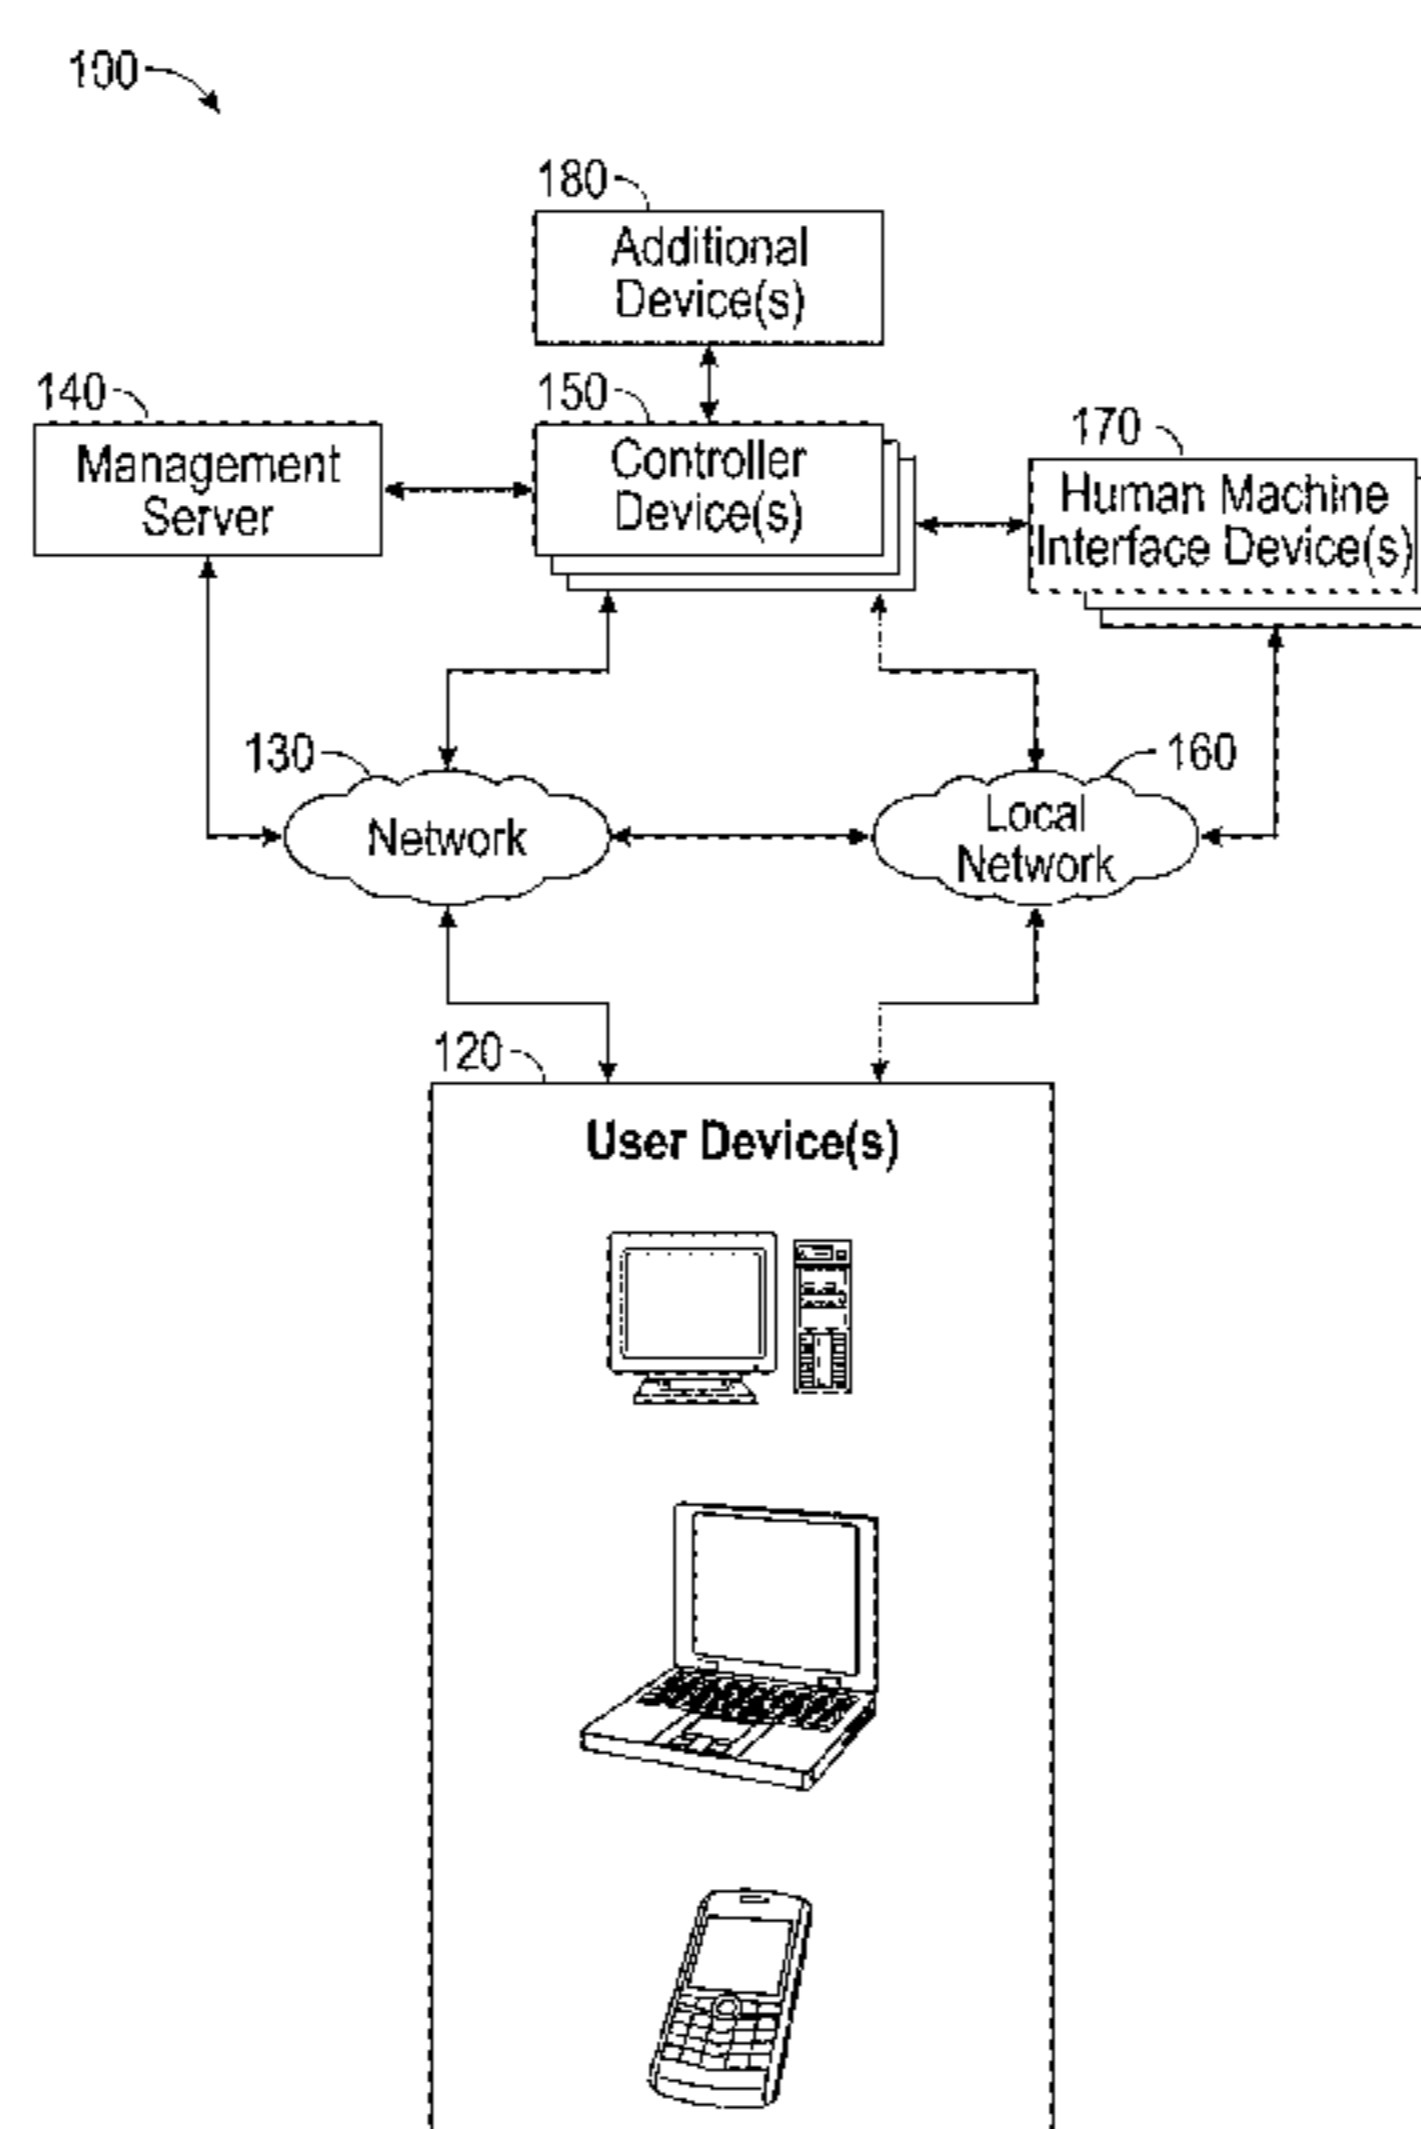 100
180
Additional
Device(s)
140
Management
Server
150
Controller
Device(s)
170
Human Machine
Interface Device(s)
130
Network
160
Local
Network
120
User Device(s)